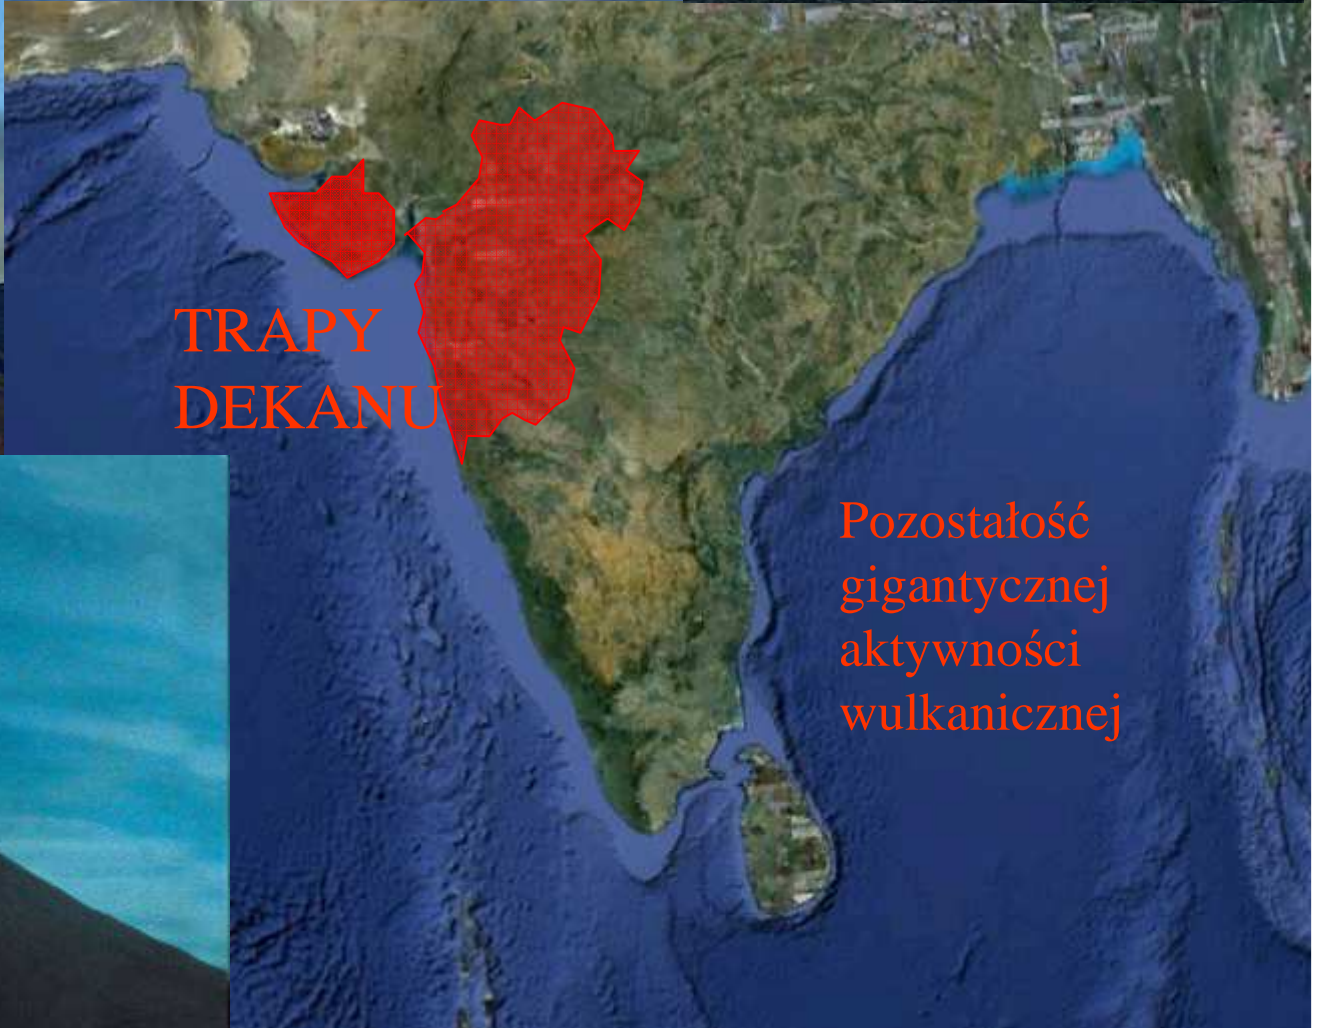 TRAPY
DEKANU
Pozostałość
gigantycznej
aktywności
wulkanicznej